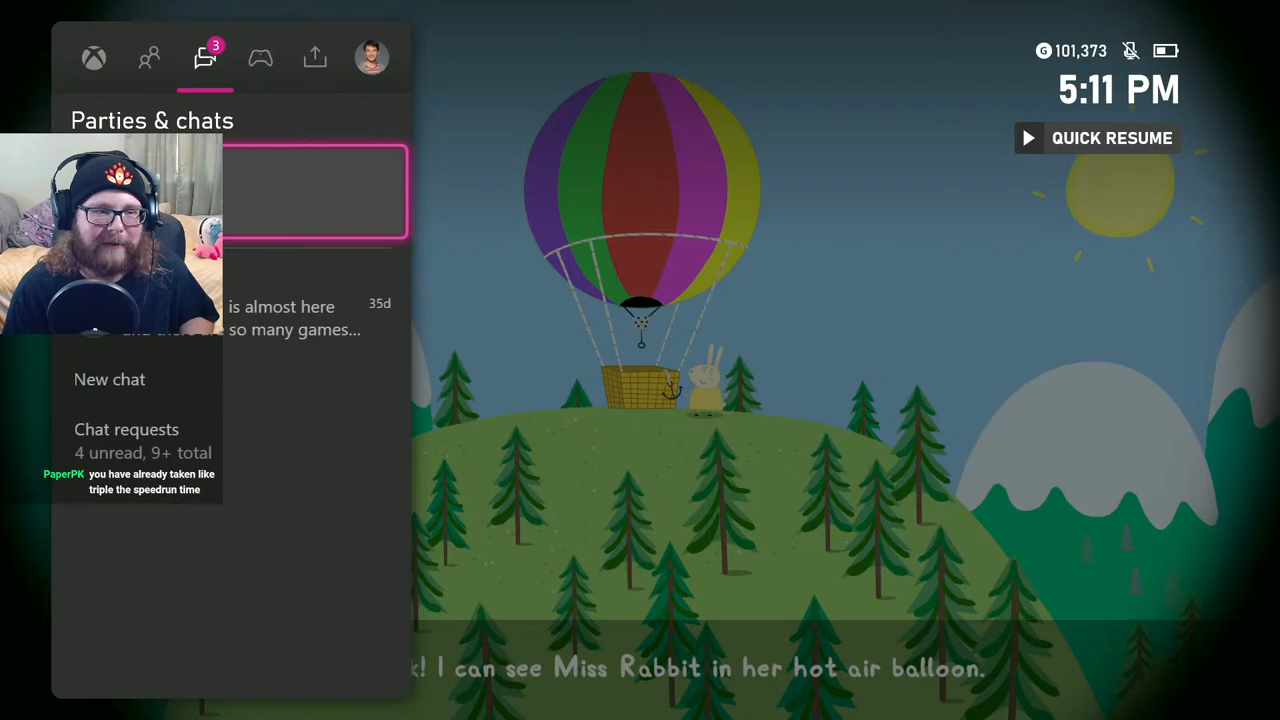 3
101,373
5:11 PM
QUICK RESUME
Parties & chats
is almost here
35d
so many games...
New chat
Chat requests
4 unread, 9+ total
PaperPK you have already taken like
triple the speedrun time
! I can see Miss Rabbit in her hot air balloon.